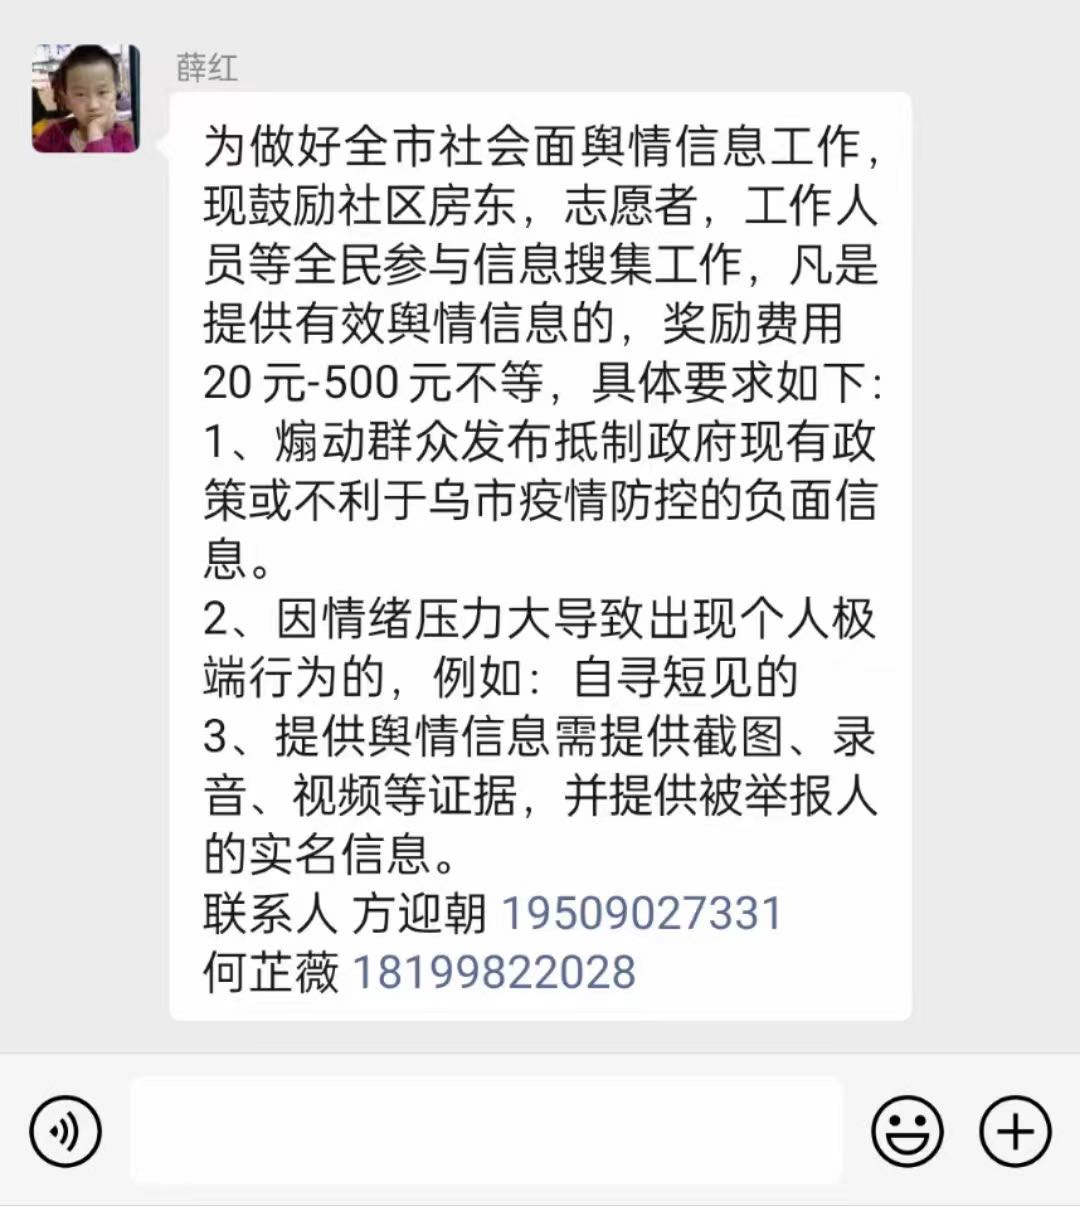 薛红
为做好全市社会面舆情信息工作，
现鼓励社区房东，志愿者，工作人
员等全民参与信息搜集工作，凡是
提供有效舆情信息的，奖励费用
20元-500元不等，具体要求如下：
1、煽动群众发布抵制政府现有政
策或不利于乌市疫情防控的负面信
息。
2、因情绪压力大导致出现个人极
端行为的，例如：自寻短见的
3、提供舆情信息需提供截图、录
音、视频等证据，并提供被举报人
的实名信息。
联系人 方迎朝 19509027331
何芷薇 18199822028